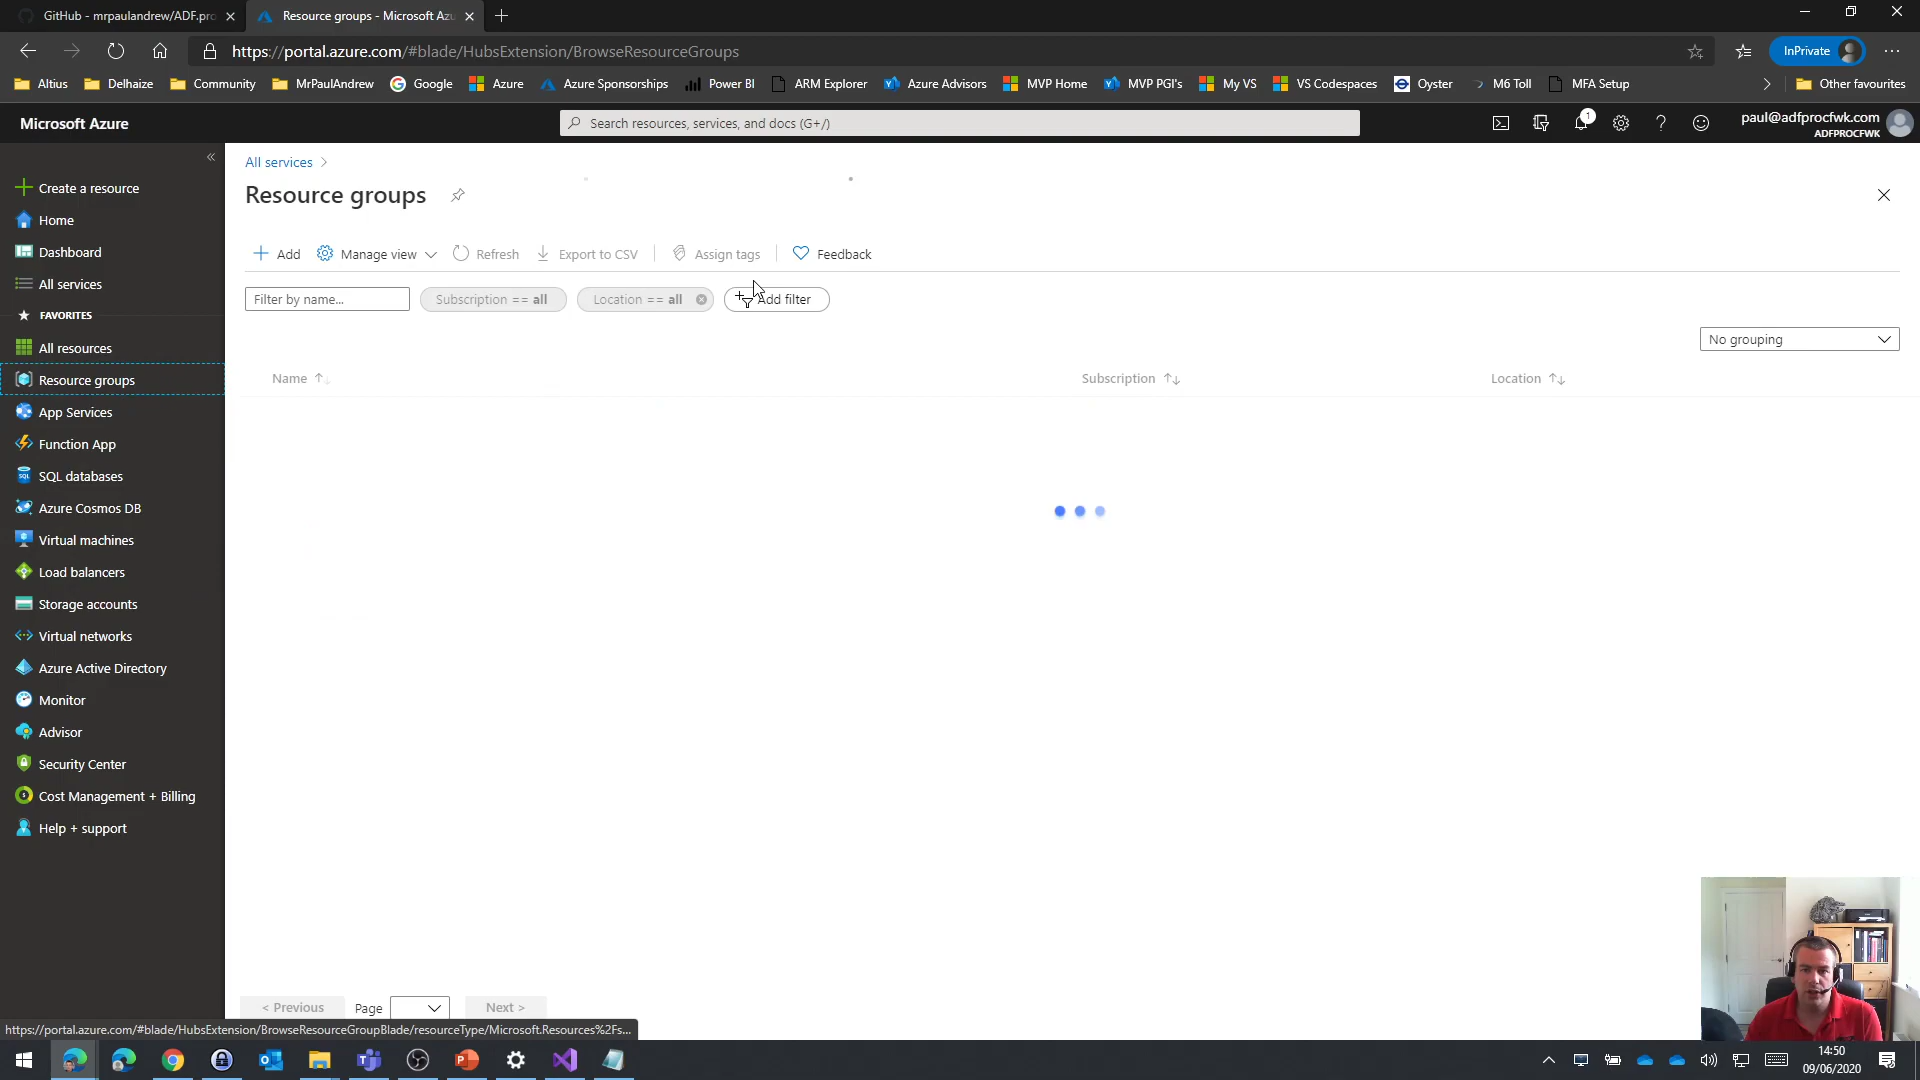 GitHub - mrpaulandrew/ADF.pro
Resource groups - Microsoft Azu
https://portal.azure.com/#blade/HubsExtension/BrowseResourceGroups
InPrivate
Altius
Delhaize
Community
MrPaulAndrew
Google
Azure
Azure Sponsorships
Power BI
ARM Explorer
Azure Advisors
MVP Home
MVP PGI's
My VS
VS Codespaces
Oyster
M6 Toll
MFA Setup
Other favourites
Microsoft Azure
Search resources, services, and docs (G+/)
1
paul@adfprocfwk.com
ADFPROCFWK
Create a resource
Home
Dashboard
All services
FAVORITES
All resources
Resource groups
App Services
Function App
SQL databases
Azure Cosmos DB
Virtual machines
Load balancers
Storage accounts
Virtual networks
Azure Active Directory
Monitor
Advisor
Security Center
Cost Management + Billing
Help + support
All services >
Resource groups
Add
Manage view
Refresh
Export to CSV
Assign tags
Feedback
Filter by name...
Subscription == all
Location == all
Add filter
No grouping
Name
Subscription
Location
< Previous
Page
Next >
https://portal.azure.com/#blade/HubsExtension/BrowseResourceGroupBlade/resourceType/Microsoft.Resources%2Fs...
14:50
09/06/2020